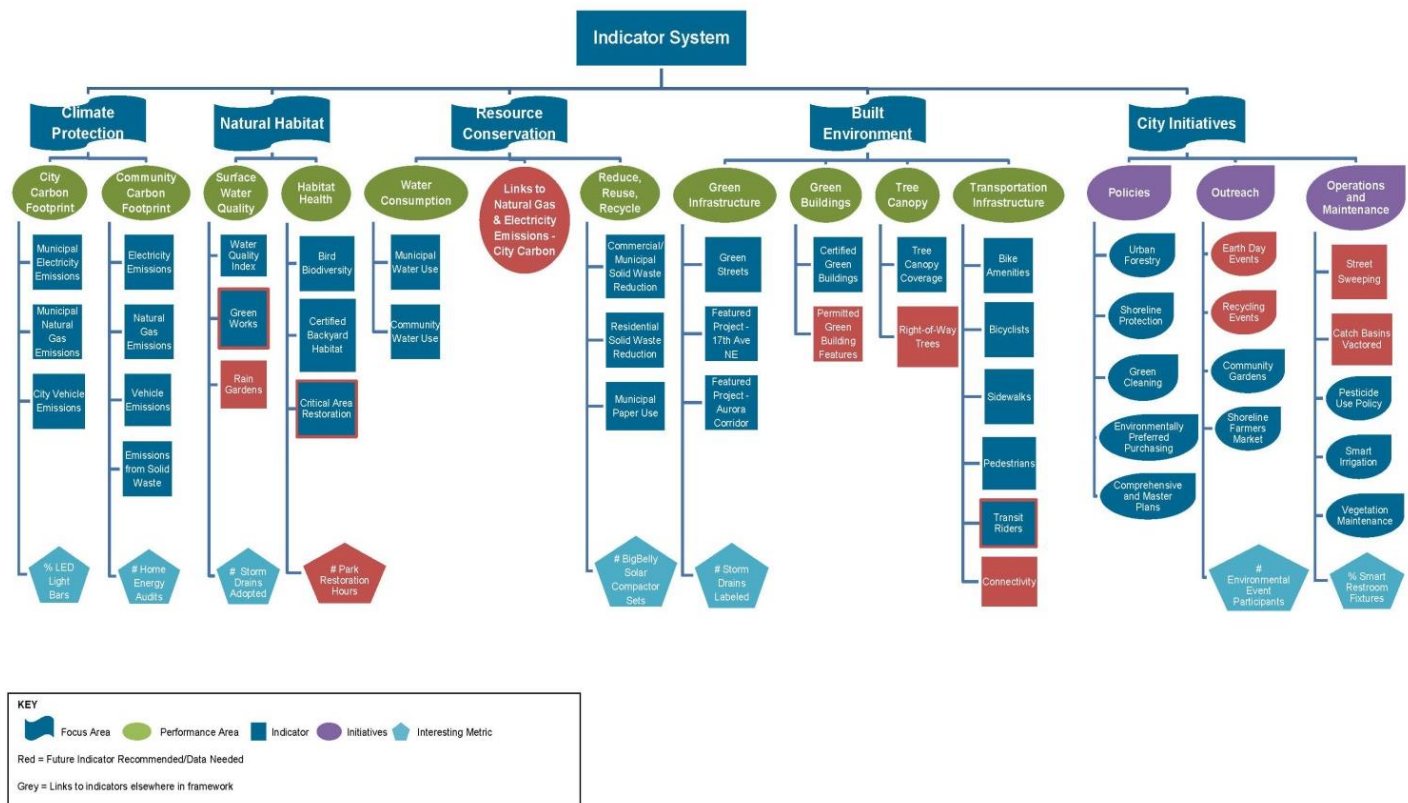 Indicator System
Climate
Protection
Natural Habitat
Resource
Conservation
Built
Environment
City Initiatives
City
Carbon
Footprint
Community
Carbon
Footprint
Surface
Water
Quality
Habitat
Health
Water
Consumption
Links to
Natural Gas
& Electricity
Emissions -
City Carbon
Reduce,
Reuse,
Recycle
Green
Infrastructure
Green
Buildings
Tree
Canopy
Transportation
Infrastructure
Policies
Outreach
Operations
and
Maintenance
Municipal
Electricity
Emissions
Municipal
Natural Gas
Emissions
City Vehicle
Emissions
% LED
Light
Bars
Electricity
Emissions
Natural
Gas
Emissions
Vehicle
Emissions
Emissions
from Solid
Waste
# Home
Energy
Audits
Water
Quality
Index
Green
Works
Rain
Gardens
# Storm
Drains
Adopted
Bird
Biodiversity
Certified
Backyard
Habitat
Critical Area
Restoration
# Park
Restoration
Hours
Municipal
Water Use
Community
Water Use
Commercial/
Municipal
Solid Waste
Reduction
Residential
Solid Waste
Reduction
Municipal
Paper Use
# BigBelly
Solar
Compactor
Sets
Green
Streets
Featured
Project -
17th Ave
NE
Featured
Project -
Aurora
Corridor
# Storm
Drains
Labeled
Certified
Green
Buildings
Permitted
Green
Building
Features
Tree
Canopy
Coverage
Right-of-Way
Trees
Bike
Amenities
Bicyclists
Sidewalks
Pedestrians
Transit
Riders
Connectivity
Urban
Forestry
Shoreline
Protection
Green
Cleaning
Environmentally
Preferred
Purchasing
Comprehensive
and Master
Plans
Earth Day
Events
Recycling
Events
Community
Gardens
Shoreline
Farmers
Market
#
Environmental
Event
Participants
Street
Sweeping
Catch Basins
Vactored
Pesticide
Use Policy
Smart
Irrigation
Vegetation
Maintenance
% Smart
Restroom
Fixtures
KEY
Focus Area
Performance Area
Indicator
Initiatives
Interesting Metric
Red = Future Indicator Recommended/Data Needed
Grey = Links to indicators elsewhere in framework